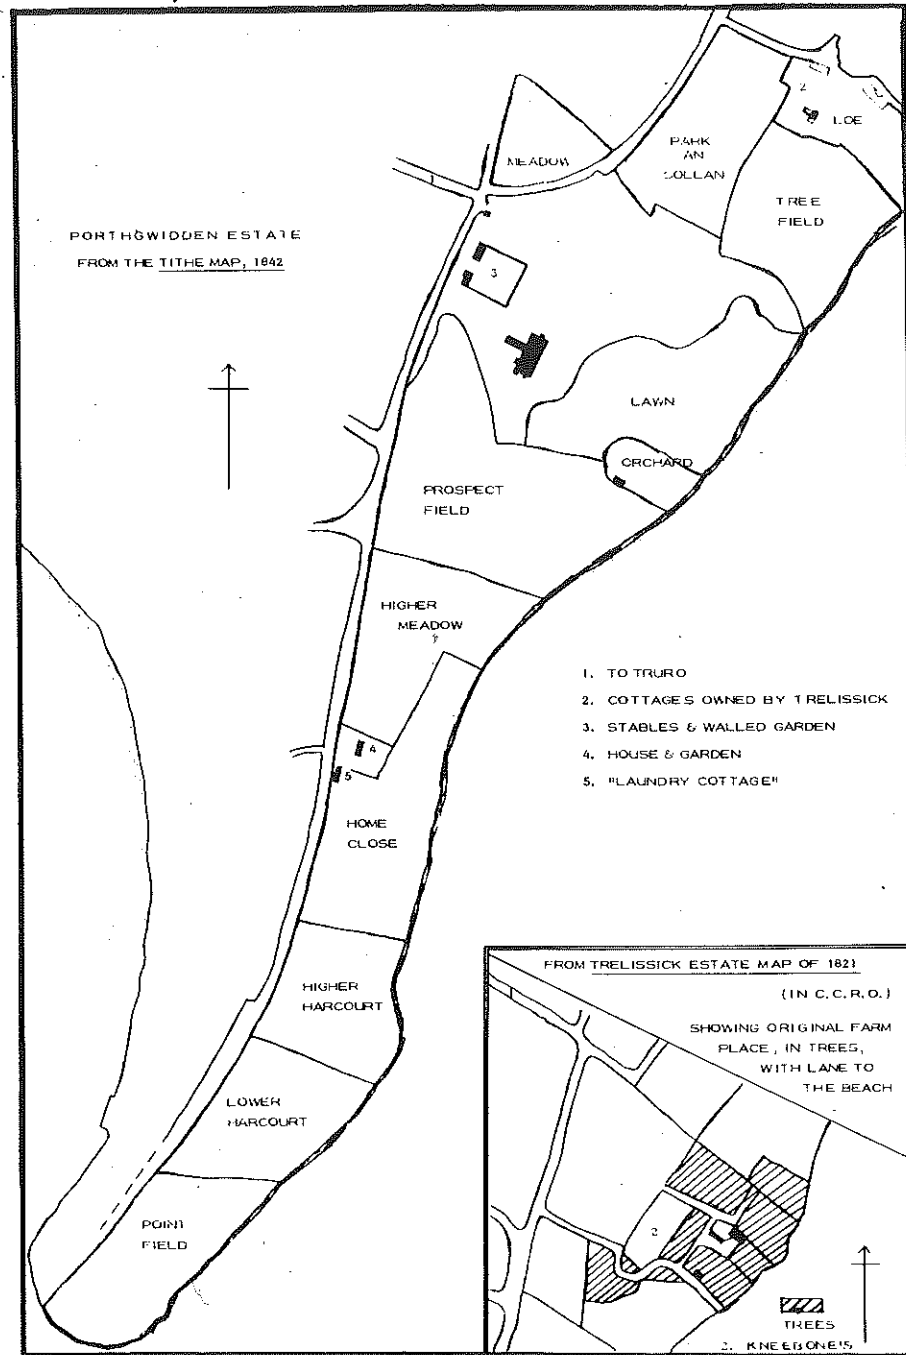 PORTHGWIDDEN ESTATE
FROM THE TITHE MAP, 1842
MEADOW
PARK
AN
GOLLAN
2
LOE
TREE
FIELD
3
LAWN
ORCHARD
PROSPECT
FIELD
HIGHER
MEADOW
4
5
HOME
CLOSE
HIGHER
HARCOURT
LOWER
HARCOURT
POINT
FIELD
1. TO TRURO
2. COTTAGES OWNED BY TRELISSICK
3. STABLES & WALLED GARDEN
4. HOUSE & GARDEN
5. "LAUNDRY COTTAGE"
FROM TRELISSICK ESTATE MAP OF 1821
(IN C.C.R.O.)
SHOWING ORIGINAL FARM
PLACE, IN TREES,
WITH LANE TO
THE BEACH
2
TREES
2. KNEEBONE'S